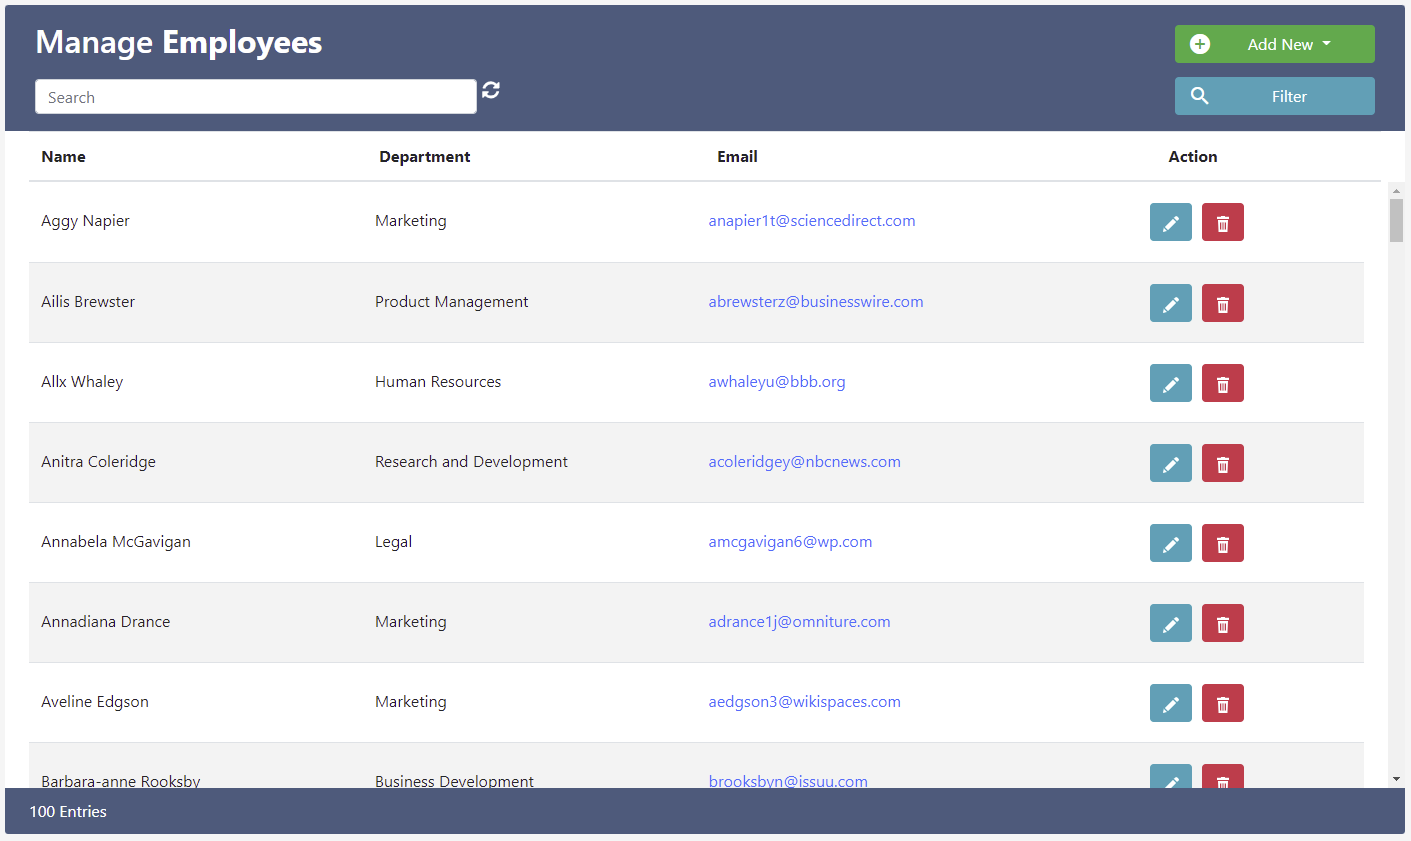 Manage Employees
Add New
Search
Filter
Name Department Email Action
Aggy Napier Marketing anapier1t@sciencedirect.com
Ailis Brewster Product Management abrewsterz@businesswire.com
Allx Whaley Human Resources awhaleyu@bbb.org
Anitra Coleridge Research and Development acoleridgey@nbcnews.com
Annabela McGavigan Legal amcgavigan6@wp.com
Annadiana Drance Marketing adrance1j@omniture.com
Aveline Edgson Marketing aedgson3@wikispaces.com
Barbara-anne Rooksby Business Development brooksbyn@issuu.com
100 Entries